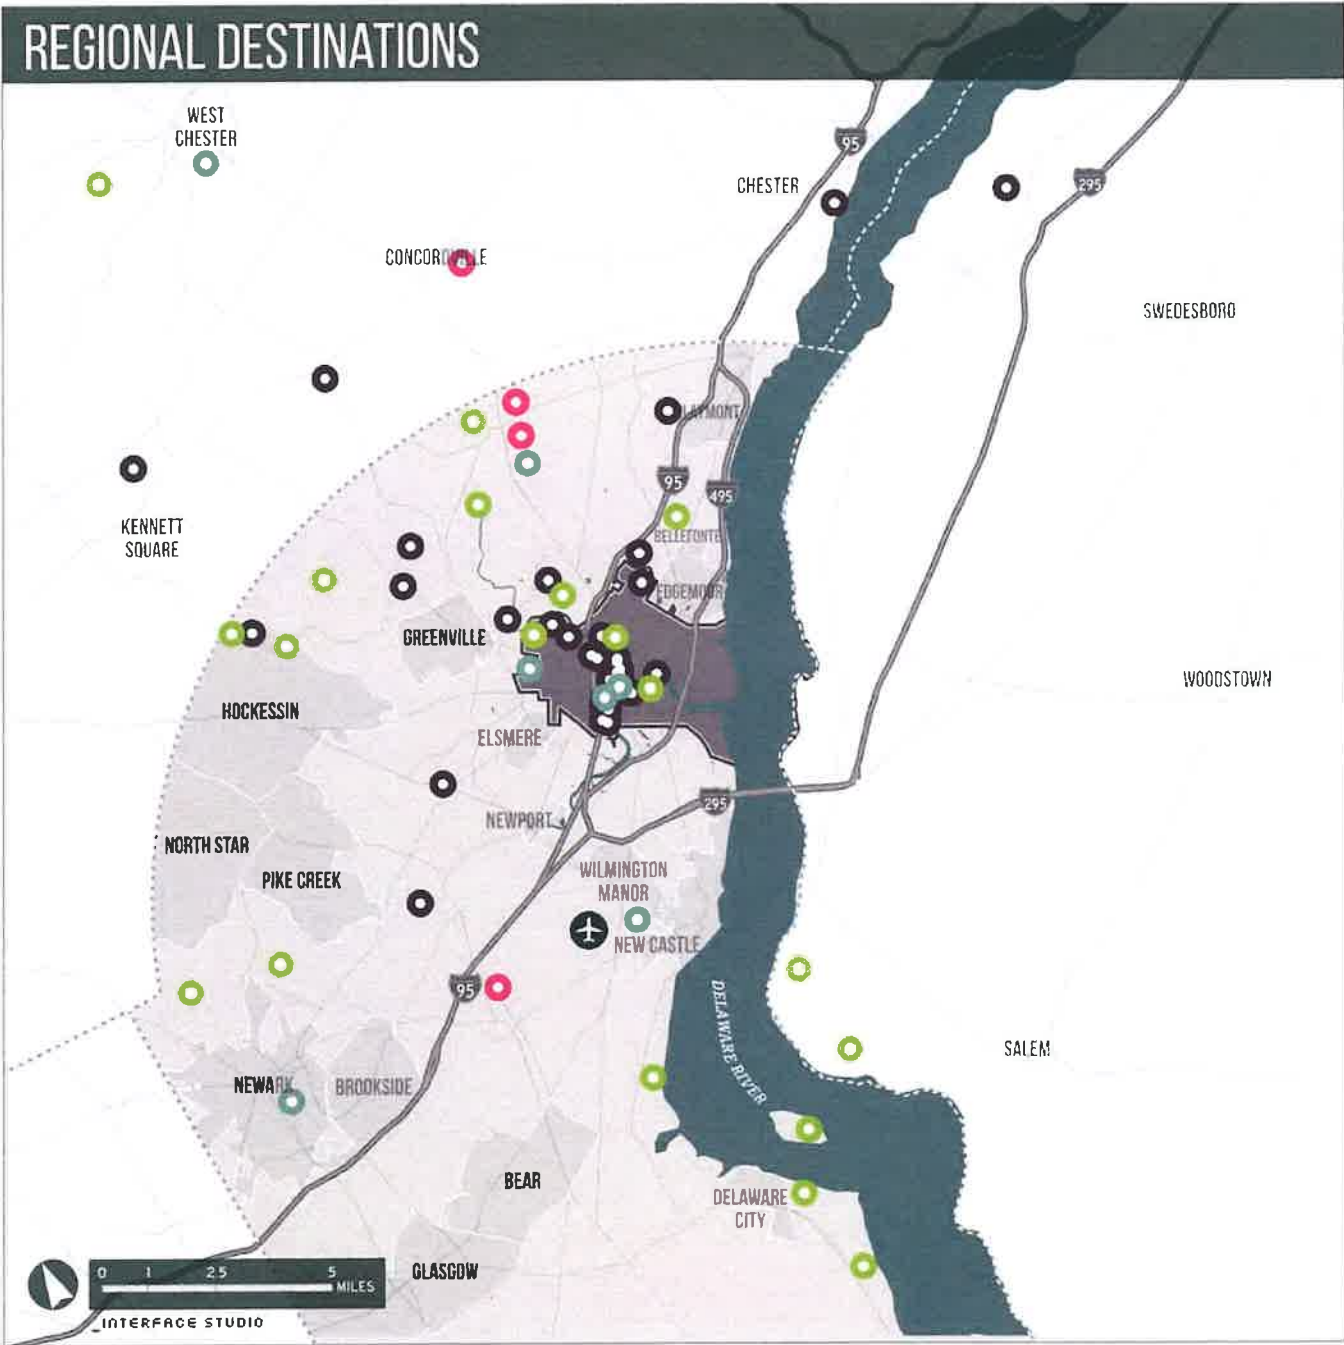 REGIONAL DESTINATIONS
WEST
CHESTER
95
CHESTER
295
CONCORDVILLE
SWEDESBORO
CLAYMONT
KENNETT
SQUARE
95
495
BELLEFONTE
EDGEMOOR
GREENVILLE
WOODSTOWN
HOCKESSIN
ELSMERE
295
NEWPORT
NORTH STAR
PIKE CREEK
WILMINGTON
MANOR
NEW CASTLE
95
DELAWARE RIVER
SALEM
NEWARK
BROOKSIDE
BEAR
DELAWARE
CITY
GLASGOW
0 1 2.5 5
MILES
INTERFACE STUDIO